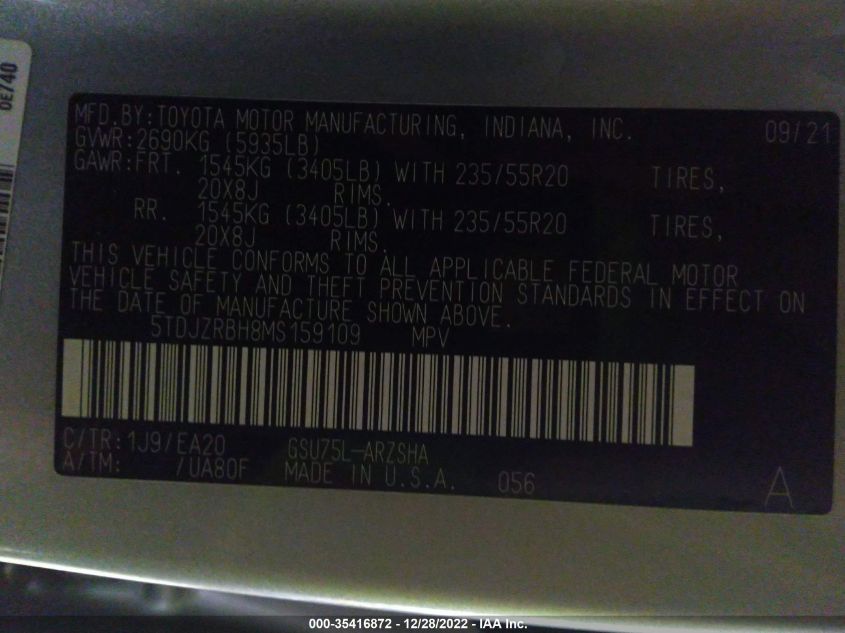 DE740
MFD.BY:TOYOTA MOTOR MANUFACTURING, INDIANA, INC. 09/21
GVWR:2690KG (5935LB)
GAWR:FRT. 1545KG (3405LB) WITH 235/55R20 TIRES,
20X8J RIMS.
RR. 1545KG (3405LB) WITH 235/55R20 TIRES,
20X8J RIMS.
THIS VEHICLE CONFORMS TO ALL APPLICABLE FEDERAL MOTOR
VEHICLE SAFETY AND THEFT PREVENTION STANDARDS IN EFFECT ON
THE DATE OF MANUFACTURE SHOWN ABOVE.
5TDJZRBH8MS159109 MPV
C/TR:1J9/EA20 GSU75L-ARZSHA
A/TM: /UA80F MADE IN U.S.A. 056 A
000-35416872 / 12/28/2022 - IAA Inc.